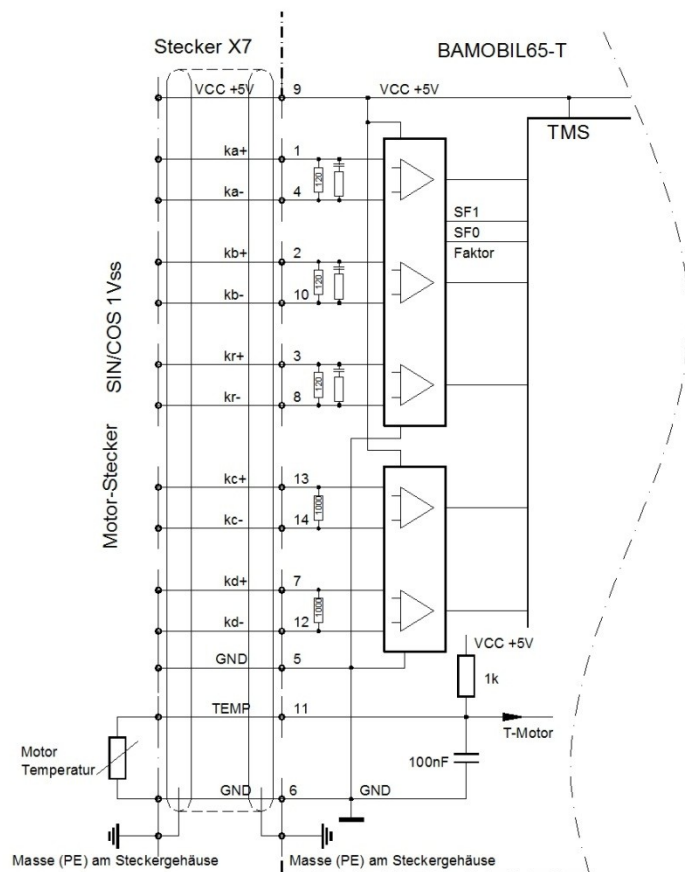 Stecker X7
BAMOBIL65-T
VCC +5V 9 VCC +5V
TMS
ka+ 1
120
ka- 4
SF1
SF0
Faktor
kb+ 2
120
kb- 10
kr+ 3
120
kr- 8
SIN/COS 1Vss
Motor-Stecker
kc+ 13
1000
kc- 14
kd+ 7
1000
kd- 12
GND 5
VCC +5V
1k
TEMP 11
T-Motor
Motor
Temperatur
100nF
GND 6 GND
Masse (PE) am Steckergehäuse
Masse (PE) am Steckergehäuse